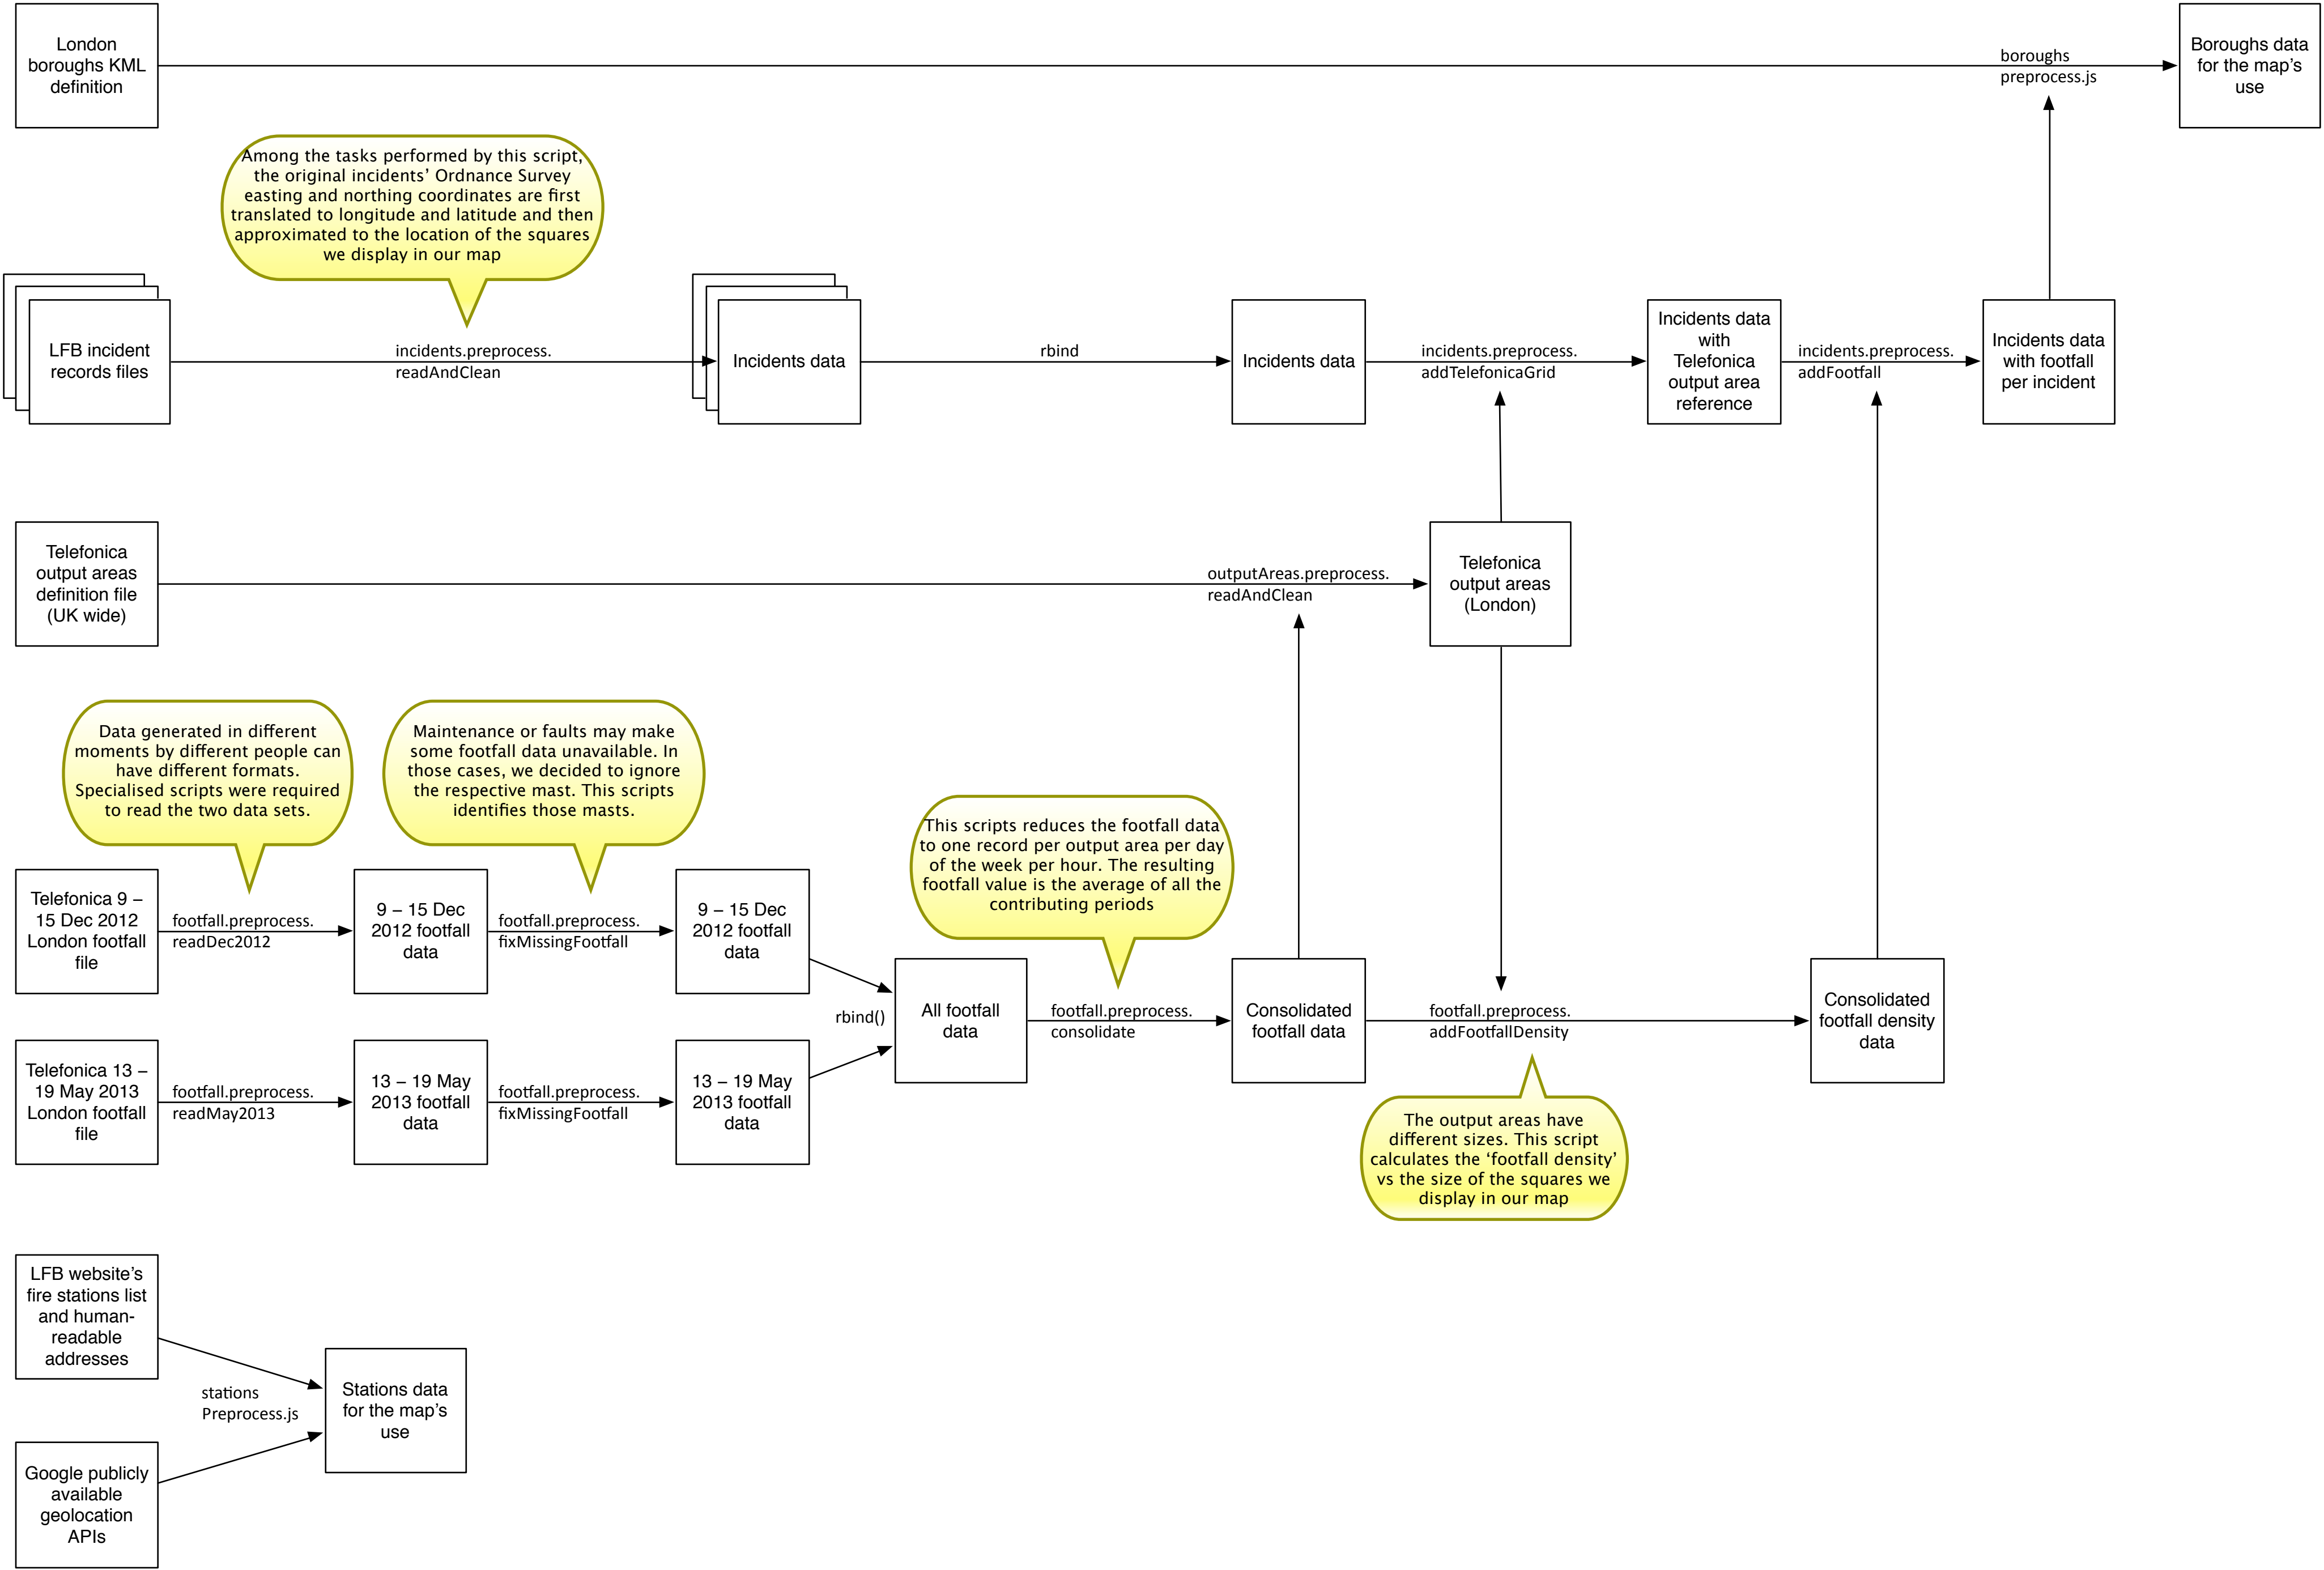 London
boroughs KML
definition
boroughs
preprocess.js
Boroughs data
for the map's
use
Among the tasks performed by this script,
the original incidents' Ordnance Survey
easting and northing coordinates are first
translated to longitude and latitude and then
approximated to the location of the squares
we display in our map
LFB incident
records files
incidents.preprocess.
readAndClean
Incidents data
rbind
Incidents data
incidents.preprocess.
addTelefonicaGrid
Incidents data
with
Telefonica
output area
reference
incidents.preprocess.
addFootfall
Incidents data
with footfall
per incident
Telefonica
output areas
definition file
(UK wide)
outputAreas.preprocess.
readAndClean
Telefonica
output areas
(London)
Data generated in different
moments by different people can
have different formats.
Specialised scripts were required
to read the two data sets.
Maintenance or faults may make
some footfall data unavailable. In
those cases, we decided to ignore
the respective mast. This scripts
identifies those masts.
This scripts reduces the footfall data
to one record per output area per day
of the week per hour. The resulting
footfall value is the average of all the
contributing periods
Telefonica 9 –
15 Dec 2012
London footfall
file
footfall.preprocess.
readDec2012
9 – 15 Dec
2012 footfall
data
footfall.preprocess.
fixMissingFootfall
9 – 15 Dec
2012 footfall
data
Telefonica 13 –
19 May 2013
London footfall
file
footfall.preprocess.
readMay2013
13 – 19 May
2013 footfall
data
footfall.preprocess.
fixMissingFootfall
13 – 19 May
2013 footfall
data
rbind()
All footfall
data
footfall.preprocess.
consolidate
Consolidated
footfall data
footfall.preprocess.
addFootfallDensity
Consolidated
footfall density
data
The output areas have
different sizes. This script
calculates the ‘footfall density’
vs the size of the squares we
display in our map
LFB website's
fire stations list
and human-
readable
addresses
stations
Preprocess.js
Stations data
for the map's
use
Google publicly
available
geolocation
APIs